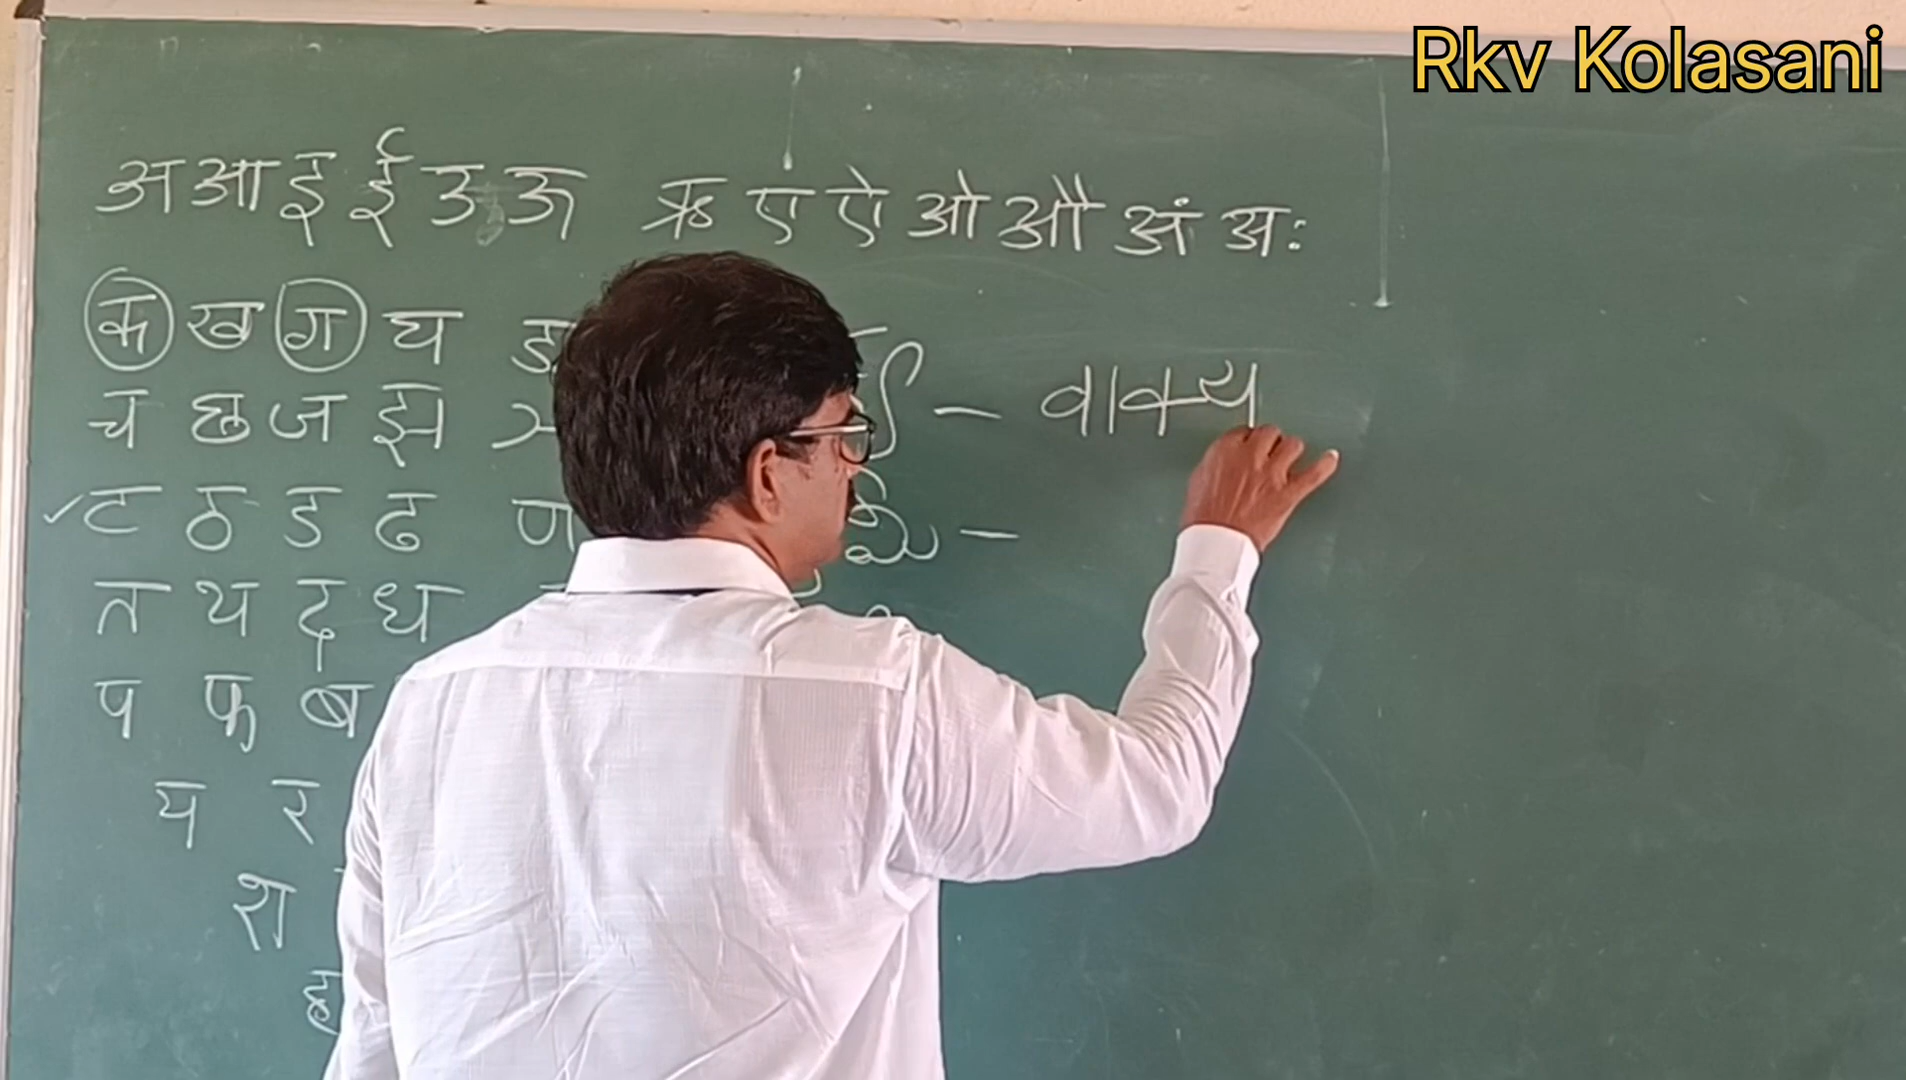 Rkv Kolasani
अ आ इ ई उ ऊ ऋ ए ऐ ओ औ अं अः
क ख ग घ ङ
च छ ज झ - वाक्य
ट ठ ड ढ ण
त थ द ध
प फ ब
य र
श
ह